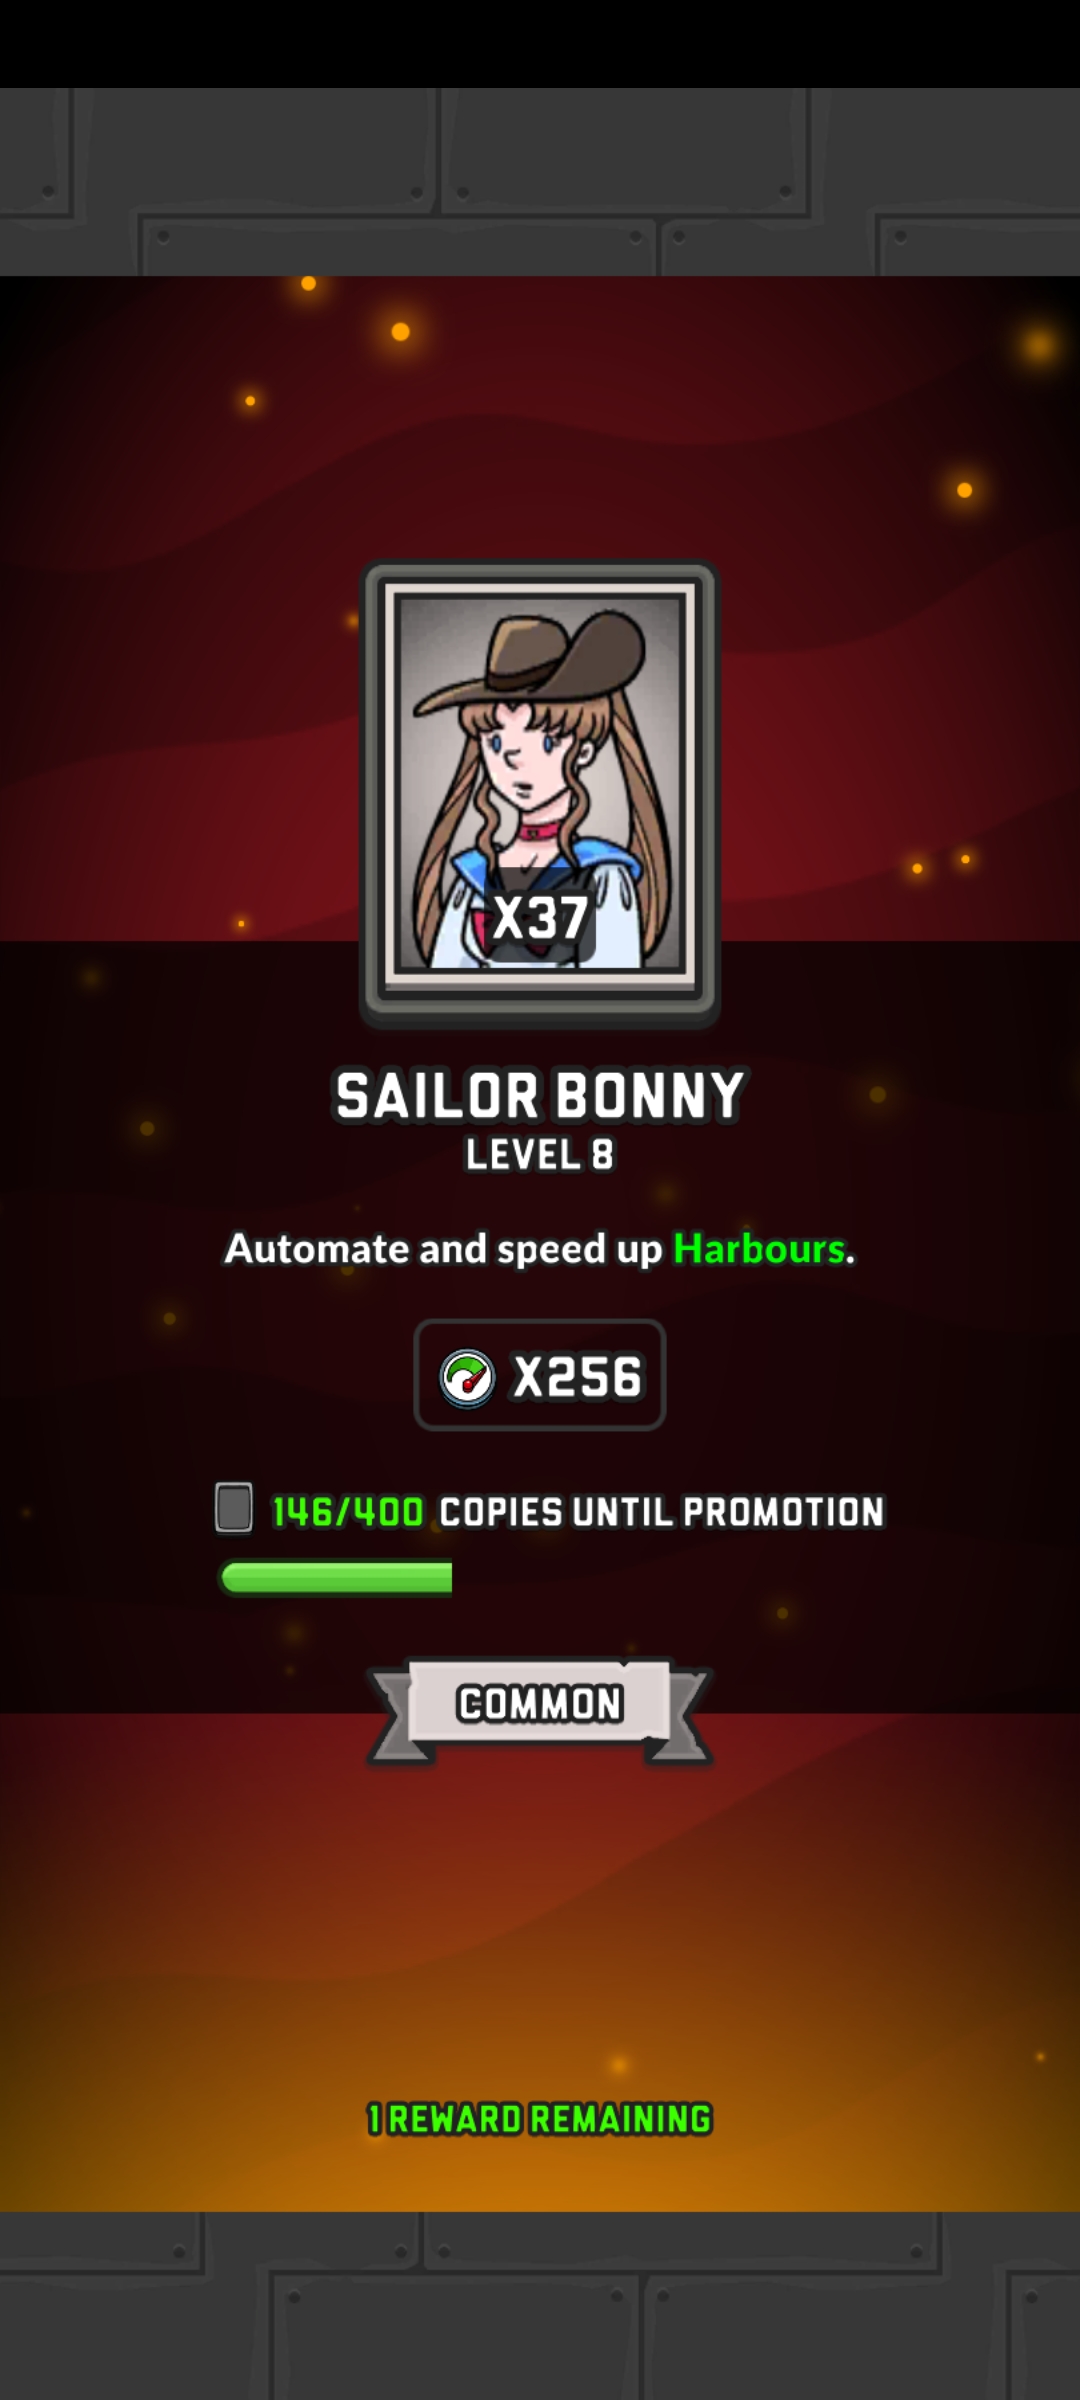 X37
SAILOR BONNY
LEVEL 8
Automate and speed up Harbours.
X256
146/400 COPIES UNTIL PROMOTION
COMMON
1 REWARD REMAINING